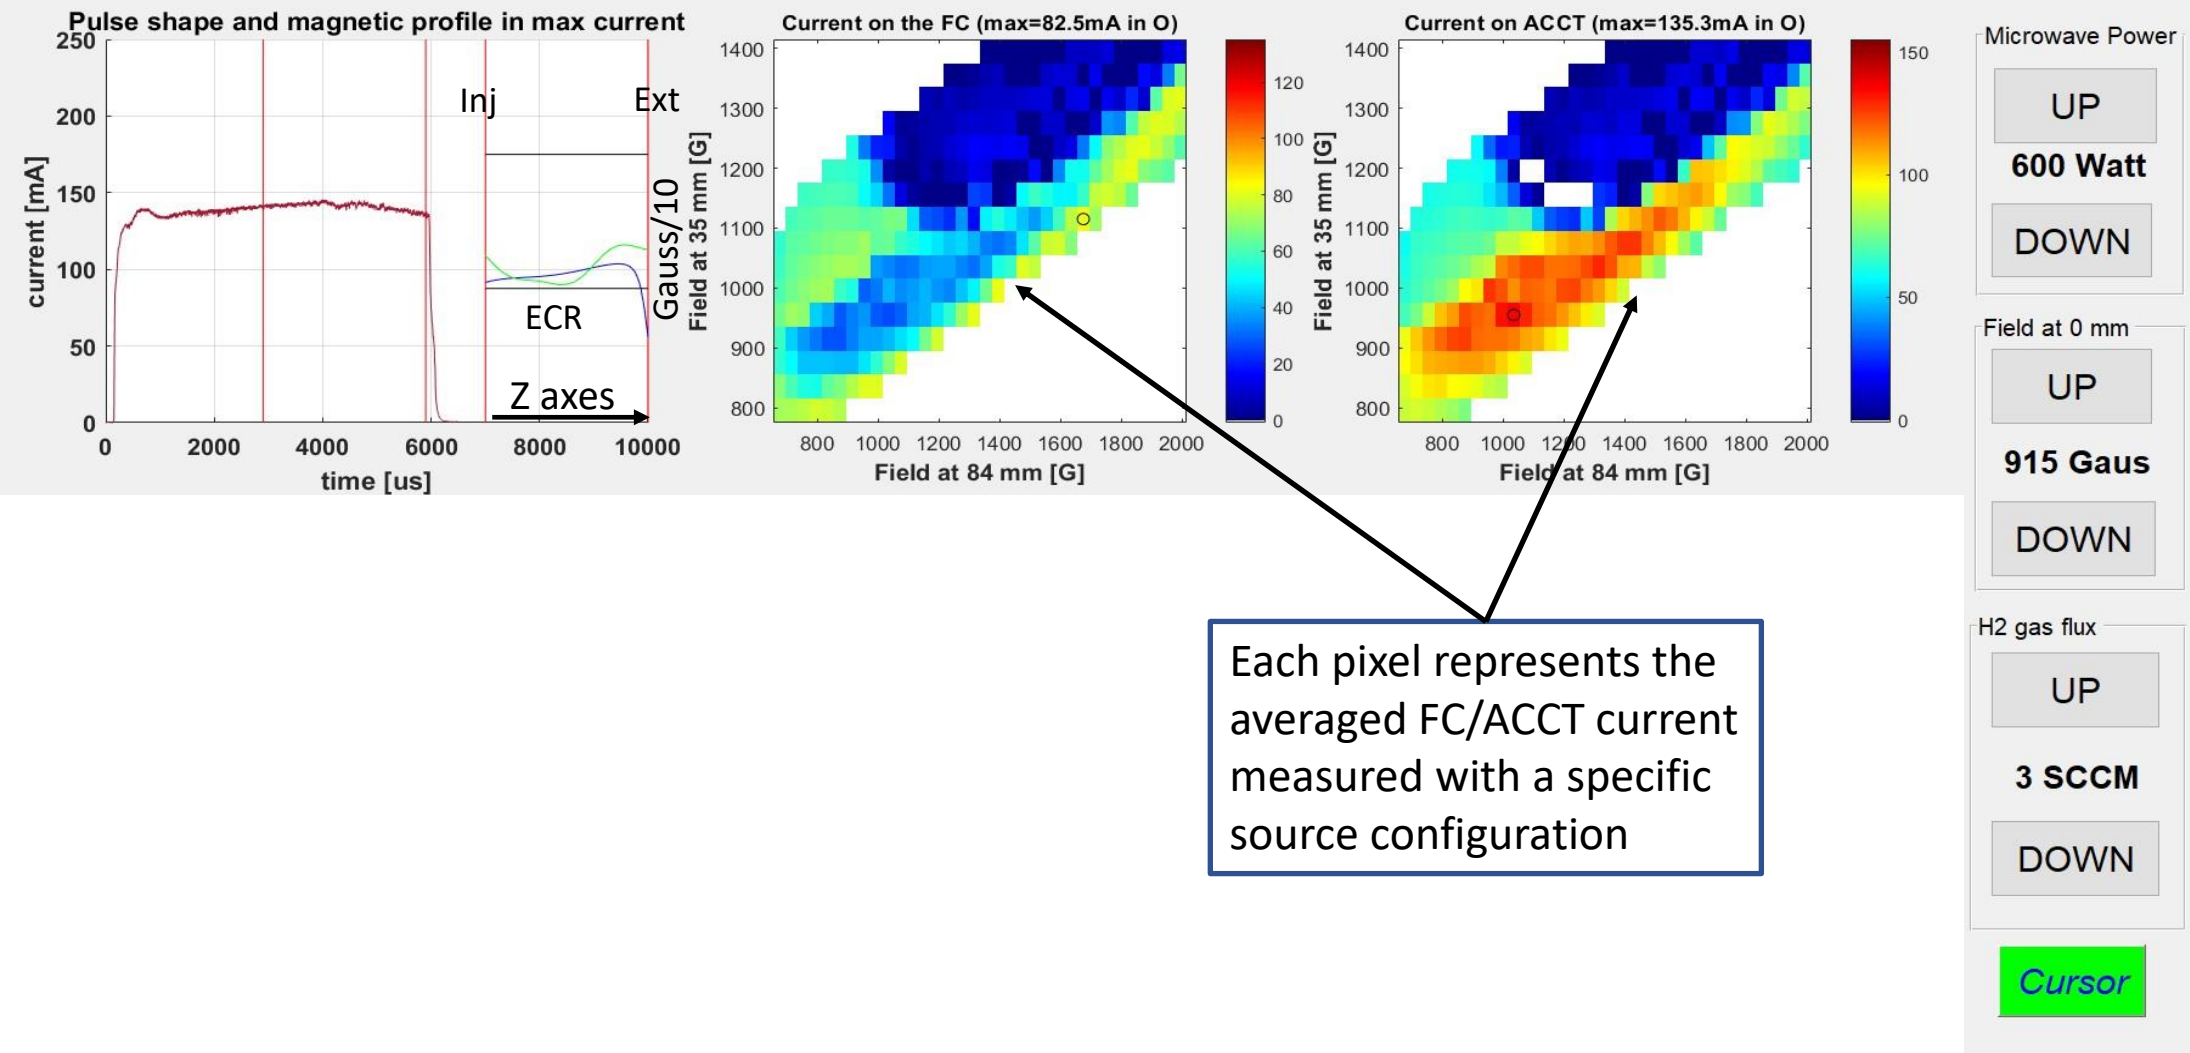 Pulse shape and magnetic profile in max current
250
200
150
100
50
0
current [mA]
0
2000
4000
6000
8000
10000
time [us]
Inj
Ext
ECR
Z axes
Gauss/10
Current on the FC (max=82.5mA in O)
1400
1300
1200
1100
1000
900
800
Field at 35 mm [G]
800
1000
1200
1400
1600
1800
2000
Field at 84 mm [G]
120
100
80
60
40
20
0
Current on ACCT (max=135.3mA in O)
1400
1300
1200
1100
1000
900
800
Field at 35 mm [G]
800
1000
1200
1400
1600
1800
2000
Field at 84 mm [G]
150
100
50
0
Each pixel represents the
averaged FC/ACCT current
measured with a specific
source configuration
Microwave Power
UP
600 Watt
DOWN
Field at 0 mm
UP
915 Gaus
DOWN
H2 gas flux
UP
3 SCCM
DOWN
Cursor